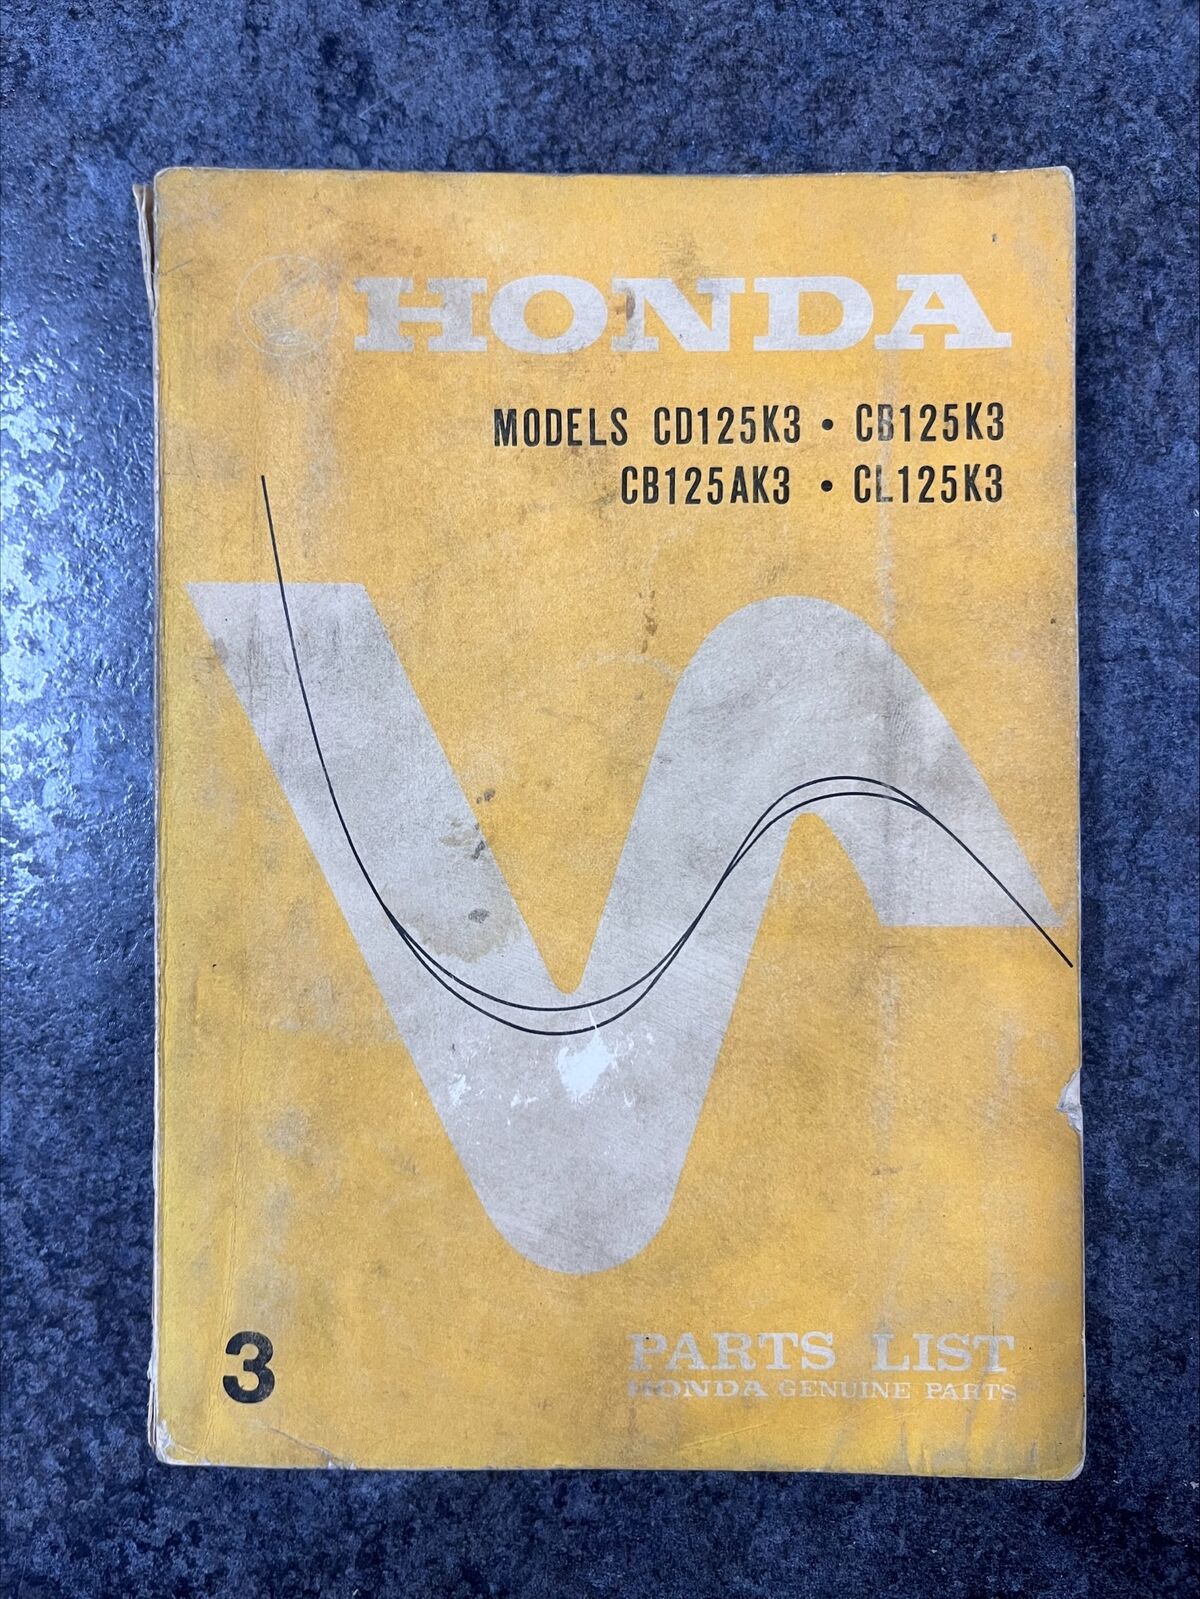 HONDA
MODELS CD125K3 • CB125K3
CB125AK3 • CL125K3
3
PARTS LIST
HONDA GENUINE PARTS